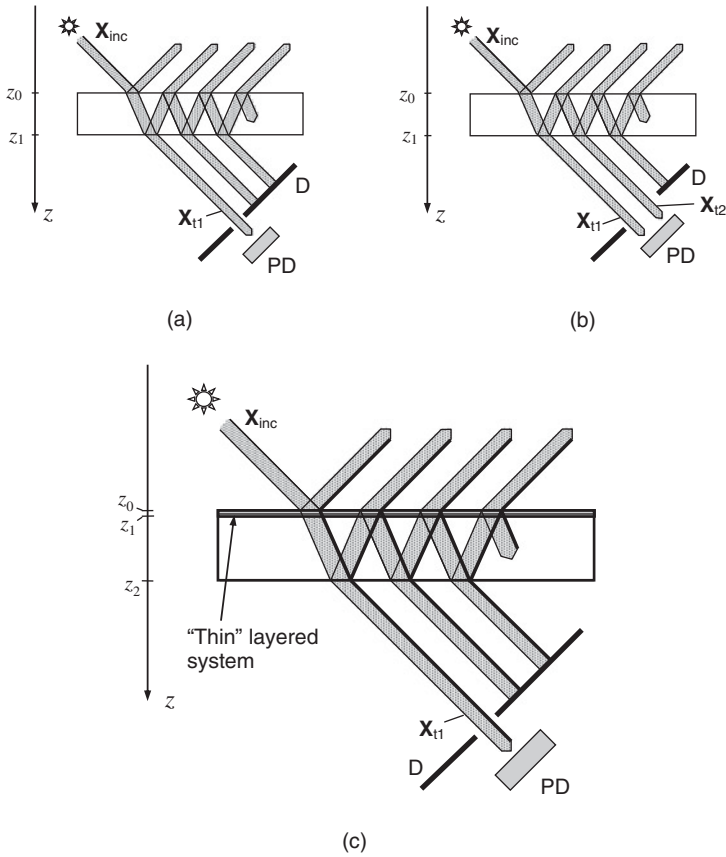 X_inc
z_0
z_1
z
X_t1
D
PD
(a)
X_inc
z_0
z_1
z
X_t1
X_t2
D
PD
(b)
X_inc
z_0
z_1
z_2
"Thin" layered
system
z
X_t1
D
PD
(c)